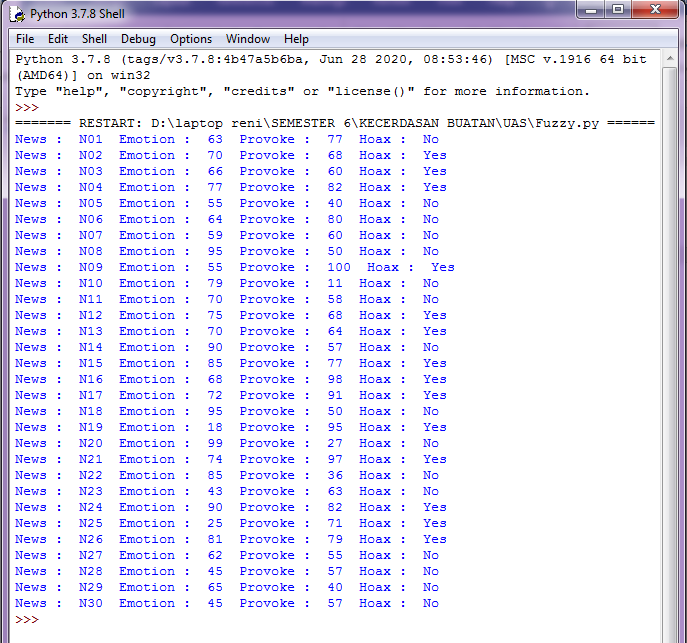 Python 3.7.8 Shell
File Edit Shell Debug Options Window Help
Python 3.7.8 (tags/v3.7.8:4b47a5b6ba, Jun 28 2020, 08:53:46) [MSC v.1916 64 bit
(AMD64)] on win32
Type "help", "copyright", "credits" or "license()" for more information.
>>>
======= RESTART: D:\laptop reni\SEMESTER 6\KECERDASAN BUATAN\UAS\Fuzzy.py ======
News :  N01  Emotion :  63  Provoke :  77  Hoax :  No
News :  N02  Emotion :  70  Provoke :  68  Hoax :  Yes
News :  N03  Emotion :  66  Provoke :  60  Hoax :  Yes
News :  N04  Emotion :  77  Provoke :  82  Hoax :  Yes
News :  N05  Emotion :  55  Provoke :  40  Hoax :  No
News :  N06  Emotion :  64  Provoke :  80  Hoax :  No
News :  N07  Emotion :  59  Provoke :  60  Hoax :  No
News :  N08  Emotion :  95  Provoke :  50  Hoax :  No
News :  N09  Emotion :  55  Provoke :  100  Hoax :  Yes
News :  N10  Emotion :  79  Provoke :  11  Hoax :  No
News :  N11  Emotion :  70  Provoke :  58  Hoax :  No
News :  N12  Emotion :  75  Provoke :  68  Hoax :  Yes
News :  N13  Emotion :  70  Provoke :  64  Hoax :  Yes
News :  N14  Emotion :  90  Provoke :  57  Hoax :  No
News :  N15  Emotion :  85  Provoke :  77  Hoax :  Yes
News :  N16  Emotion :  68  Provoke :  98  Hoax :  Yes
News :  N17  Emotion :  72  Provoke :  91  Hoax :  Yes
News :  N18  Emotion :  95  Provoke :  50  Hoax :  No
News :  N19  Emotion :  18  Provoke :  95  Hoax :  Yes
News :  N20  Emotion :  99  Provoke :  27  Hoax :  No
News :  N21  Emotion :  74  Provoke :  97  Hoax :  Yes
News :  N22  Emotion :  85  Provoke :  36  Hoax :  No
News :  N23  Emotion :  43  Provoke :  63  Hoax :  No
News :  N24  Emotion :  90  Provoke :  82  Hoax :  Yes
News :  N25  Emotion :  25  Provoke :  71  Hoax :  Yes
News :  N26  Emotion :  81  Provoke :  79  Hoax :  Yes
News :  N27  Emotion :  62  Provoke :  55  Hoax :  No
News :  N28  Emotion :  45  Provoke :  57  Hoax :  No
News :  N29  Emotion :  65  Provoke :  40  Hoax :  No
News :  N30  Emotion :  45  Provoke :  57  Hoax :  No
>>>